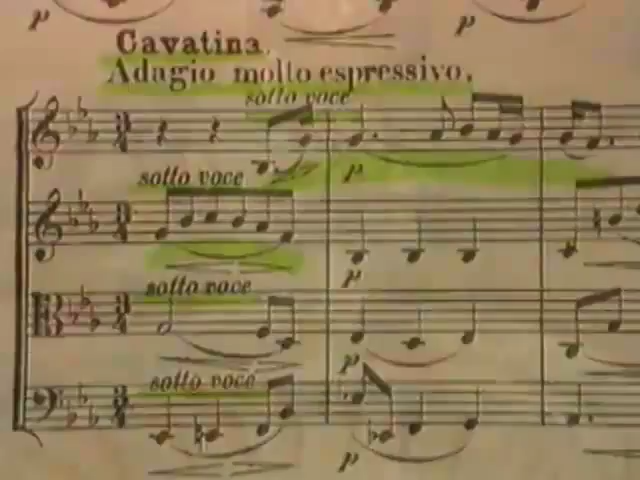 p p
Cavatina.
Adagio molto espressivo.
sotto voce
sotto voce p
sotto voce p
sotto voce p
p